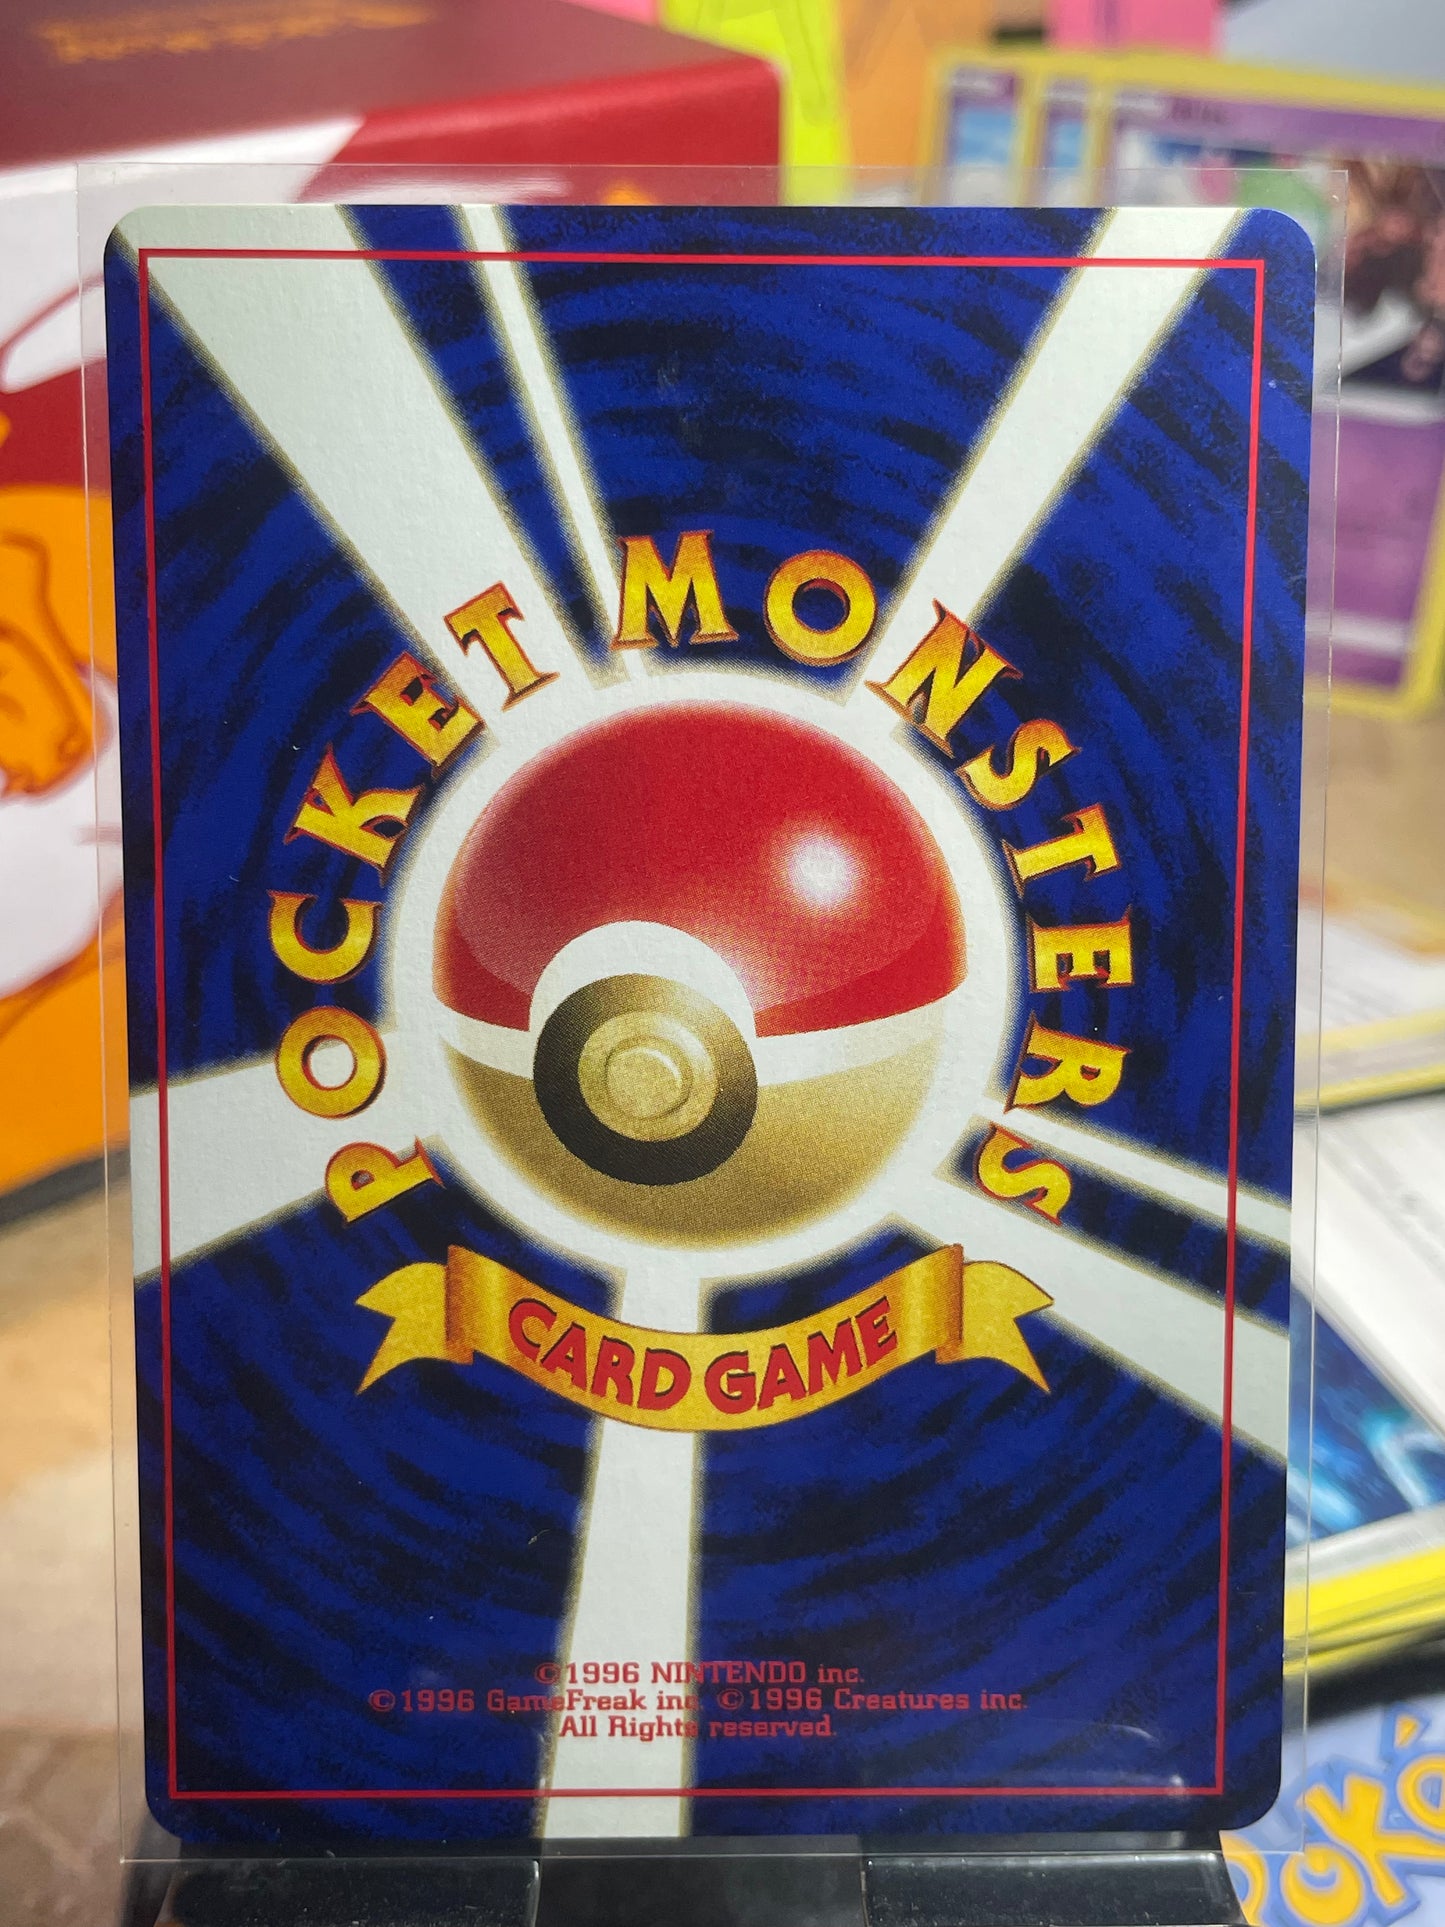 POCKET MONSTERS
CARD GAME
©1996 NINTENDO inc.
©1996 GameFreak inc. ©1996 Creatures inc.
All Rights reserved.